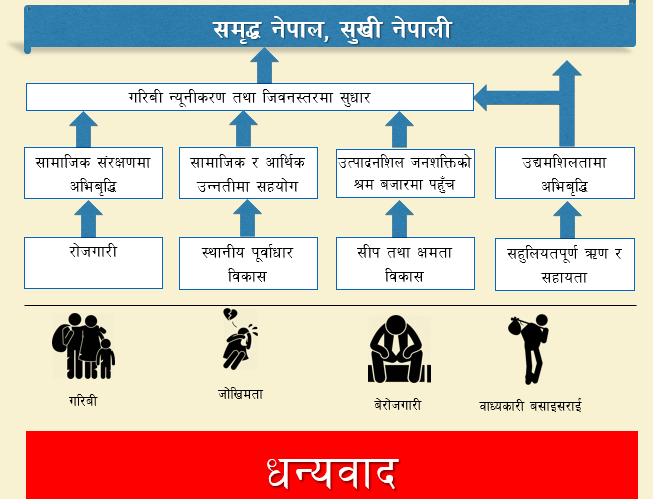 समृद्ध नेपाल, सुखी नेपाली
गरिबी न्यूनीकरण तथा जिवनस्तरमा सुधार
सामाजिक संरक्षणमा
अभिबृद्धि
सामाजिक र आर्थिक
उन्नतीमा सहयोग
उत्पादनशिल जनशक्तिको
श्रम बजारमा पहुँच
उद्यमशिलतामा
अभिबृद्धि
रोजगारी
स्थानीय पूर्वाधार
विकास
सीप तथा क्षमता
विकास
सहुलियतपूर्ण ऋण र
सहायता
गरिबी
जोखिमता
बेरोजगारी
वाध्यकारी बसाइसराई
धन्यवाद